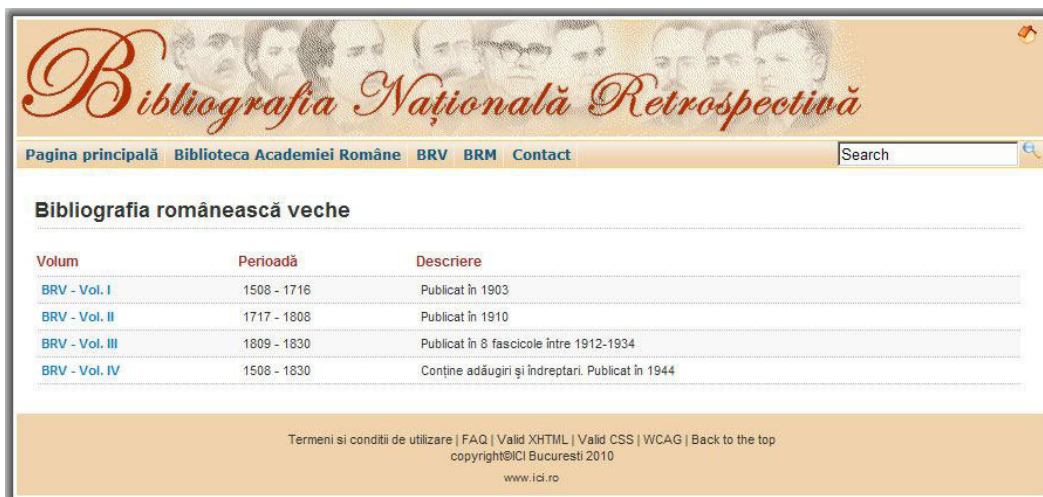 Bibliografia Națională Retrospectivă
Pagina principală Biblioteca Academiei Române BRV BRM Contact Search
Bibliografia românească veche
Volum Perioadă Descriere
BRV - Vol. I 1508 - 1716 Publicat în 1903
BRV - Vol. II 1717 - 1808 Publicat în 1910
BRV - Vol. III 1809 - 1830 Publicat în 8 fascicole între 1912-1934
BRV - Vol. IV 1508 - 1830 Conține adăugiri și îndreptari. Publicat în 1944
Termeni si conditii de utilizare | FAQ | Valid XHTML | Valid CSS | WCAG | Back to the top
copyright©ICI Bucuresti 2010
www.ici.ro